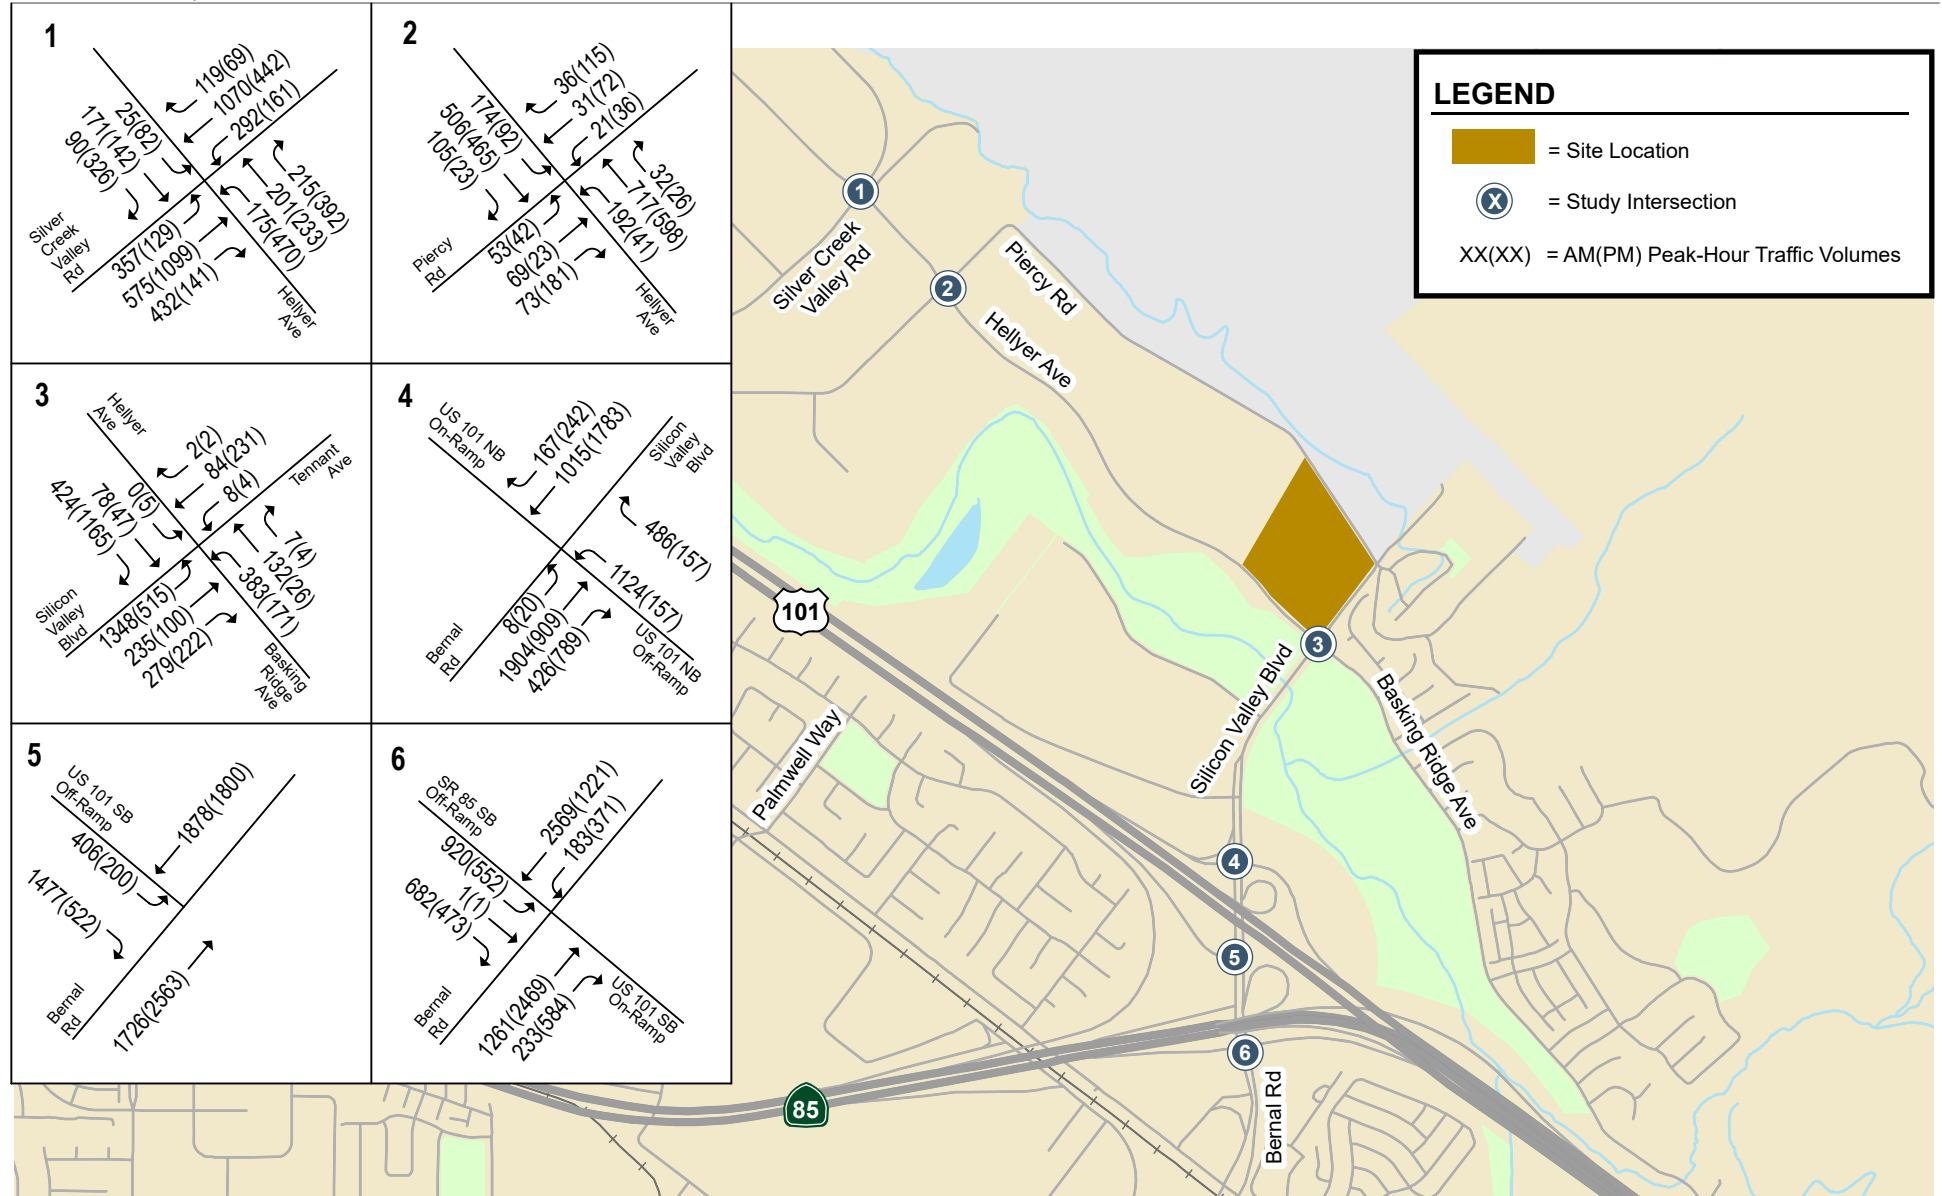 1
119(69)
1070(442)
292(161)
25(82)
171(142)
90(326)
215(392)
201(233)
175(470)
357(129)
575(1099)
432(141)
Silver
Creek
Valley
Rd
Hellyer
Ave
2
36(115)
31(72)
21(36)
174(92)
506(465)
105(23)
32(26)
717(598)
192(41)
53(42)
69(23)
73(181)
Piercy
Rd
Hellyer
Ave
3
Hellyer
Ave
2(2)
84(231)
8(4)
Tennant
Ave
0(5)
78(47)
424(1165)
7(4)
132(26)
383(171)
1348(515)
235(100)
279(222)
Silicon
Valley
Blvd
Basking
Ridge
Ave
4
US 101 NB
On-Ramp
167(242)
1015(1783)
Silicon
Valley
Blvd
486(157)
1124(157)
8(20)
1904(909)
426(789)
Bernal
Rd
US 101 NB
Off-Ramp
5
US 101 SB
Off-Ramp
1878(1800)
406(200)
1477(522)
1726(2563)
Bernal
Rd
6
SR 85 SB
Off-Ramp
2569(1221)
183(371)
920(552)
1(1)
682(473)
1261(2469)
233(584)
Bernal
Rd
US 101 SB
On-Ramp
LEGEND
= Site Location
X
= Study Intersection
XX(XX) = AM(PM) Peak-Hour Traffic Volumes
1
Silver Creek
Valley Rd
2
Piercy Rd
Hellyer Ave
101
3
Silicon Valley Blvd
Basking Ridge Ave
Palmwell Way
4
5
6
85
Bernal Rd